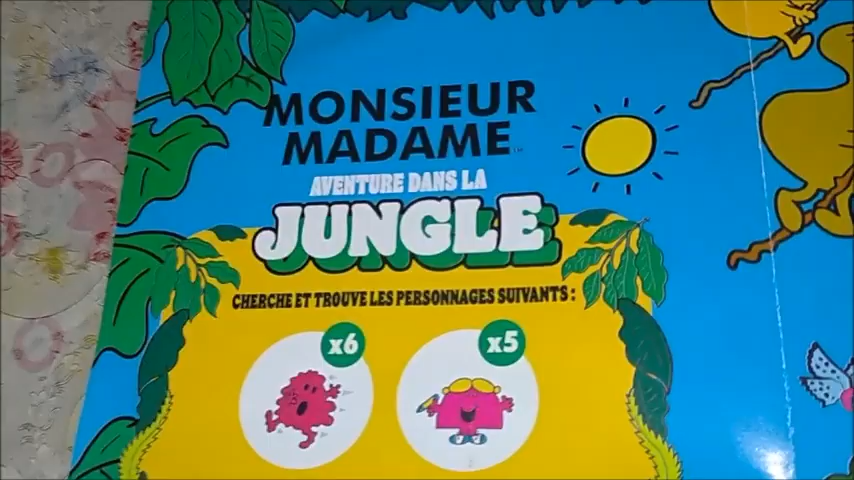 MONSIEUR
MADAME
AVENTURE DANS LA
JUNGLE
CHERCHE ET TROUVE LES PERSONNAGES SUIVANTS :
x6 x5